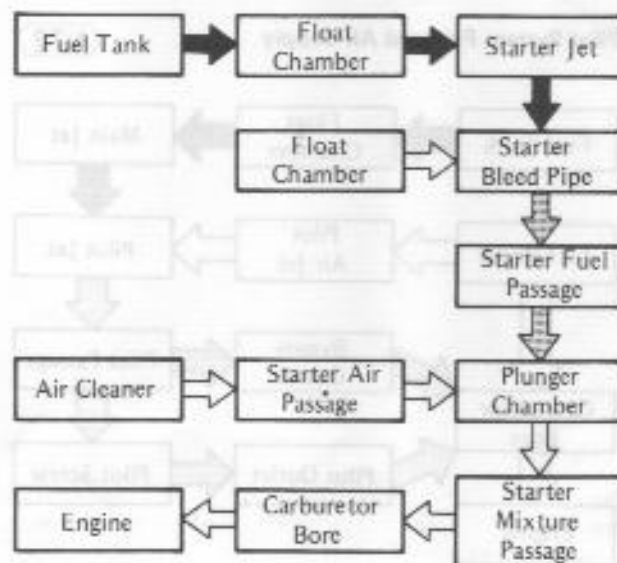 Fuel Tank
Float
Chamber
Starter Jet
Float
Chamber
Starter
Bleed Pipe
Starter Fuel
Passage
Air Cleaner
Starter Air
Passage
Plunger
Chamber
Engine
Carburetor
Bore
Starter
Mixture
Passage